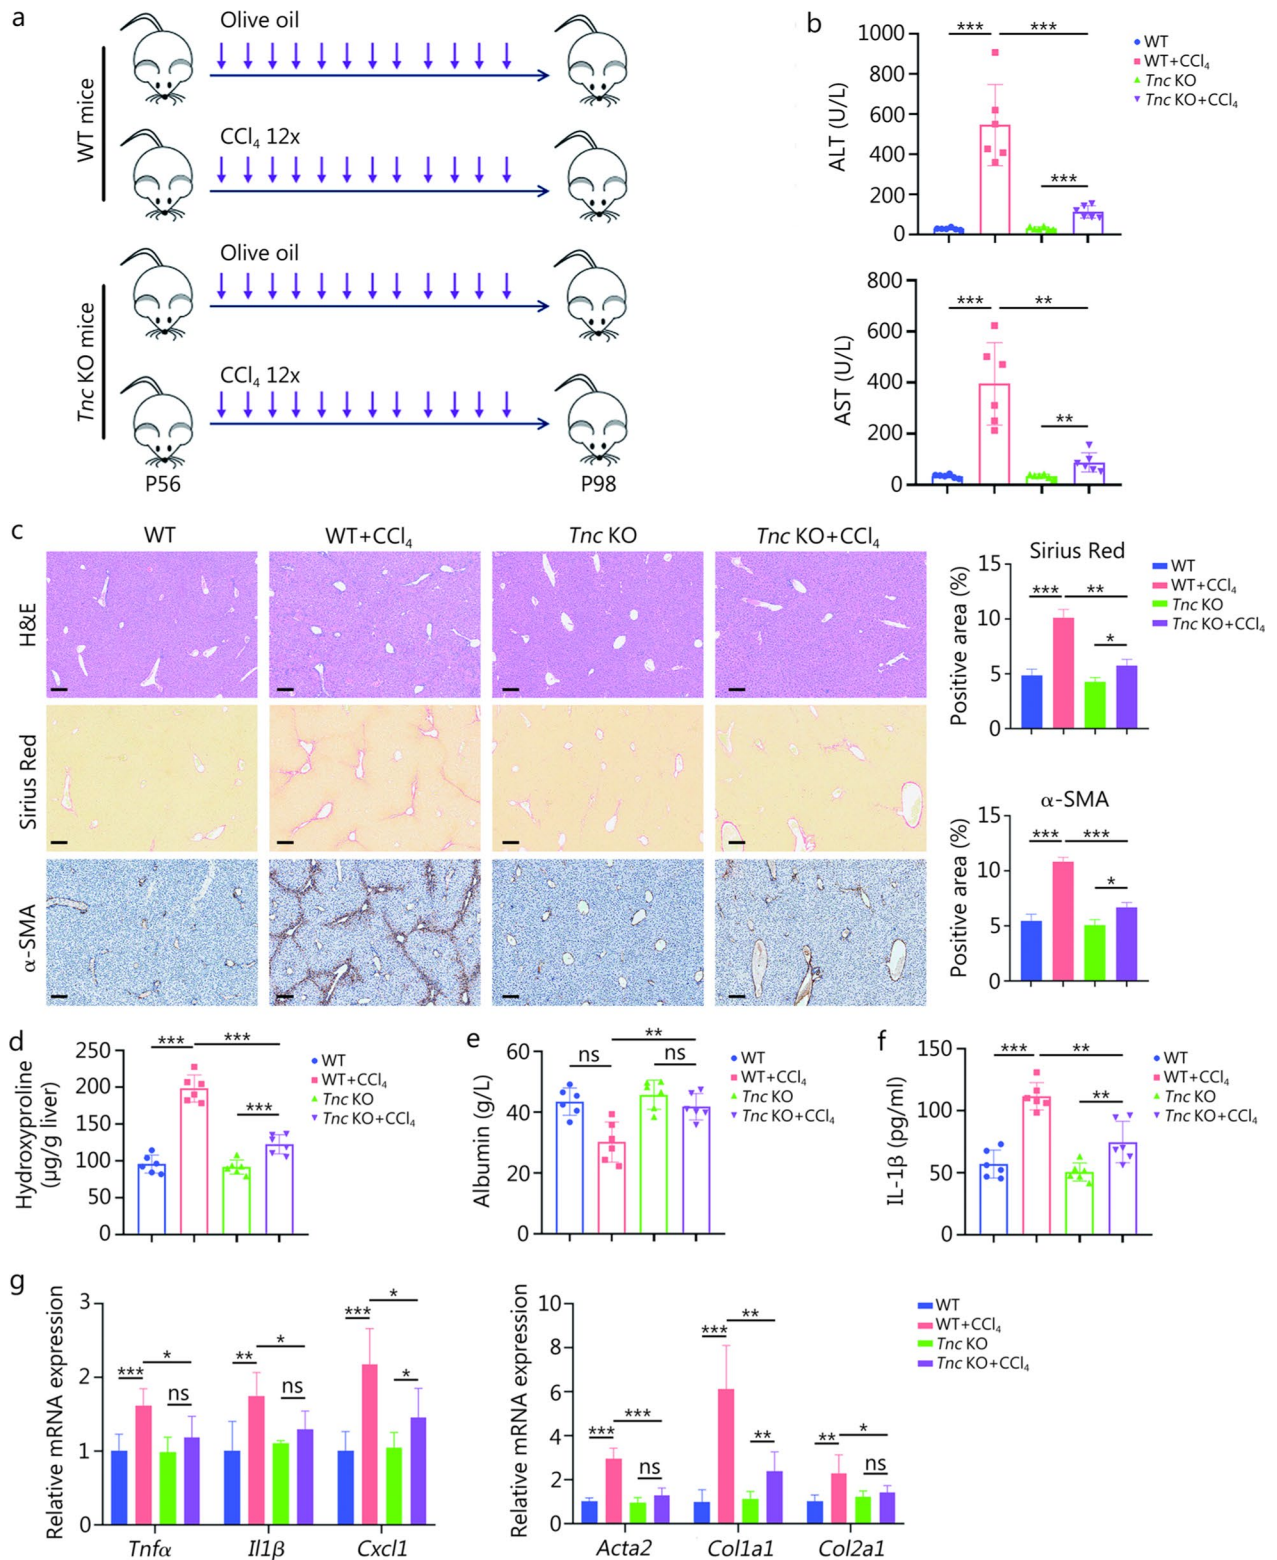 a
WT mice
Olive oil
CCl₄ 12x
Tnc KO mice
Olive oil
CCl₄ 12x
P56
P98
b
ALT (U/L)
1000
800
600
400
200
0
***
***
***
WT
WT+CCl₄
Tnc KO
Tnc KO+CCl₄
AST (U/L)
800
600
400
200
0
***
**
**
c
WT
WT+CCl₄
Tnc KO
Tnc KO+CCl₄
H&E
Sirius Red
α-SMA
Sirius Red
Positive area (%)
15
10
5
0
***
**
*
WT
WT+CCl₄
Tnc KO
Tnc KO+CCl₄
α-SMA
Positive area (%)
15
10
5
0
***
***
*
d
Hydroxyproline
(μg/g liver)
250
200
150
100
50
0
***
***
***
WT
WT+CCl₄
Tnc KO
Tnc KO+CCl₄
e
Albumin (g/L)
60
40
20
0
ns
**
ns
WT
WT+CCl₄
Tnc KO
Tnc KO+CCl₄
f
IL-1β (pg/ml)
150
100
50
0
***
**
**
WT
WT+CCl₄
Tnc KO
Tnc KO+CCl₄
g
Relative mRNA expression
3
2
1
0
***
*
ns
**
*
ns
***
*
*
Tnfα
Il1β
Cxcl1
Relative mRNA expression
10
8
6
4
2
0
***
***
ns
***
**
**
**
*
ns
Acta2
Col1a1
Col2a1
WT
WT+CCl₄
Tnc KO
Tnc KO+CCl₄